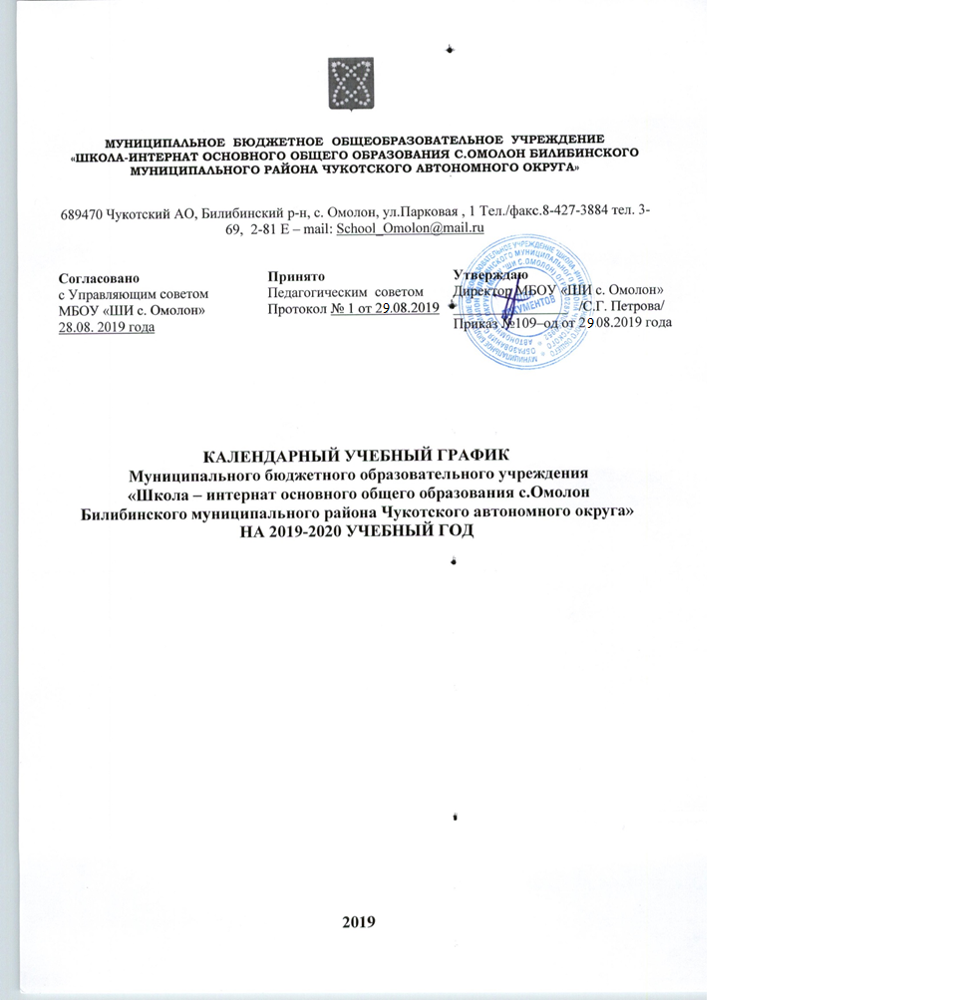 МУНИЦИПАЛЬНОЕ БЮДЖЕТНОЕ ОБЩЕОБРАЗОВАТЕЛЬНОЕ УЧРЕЖДЕНИЕ
«ШКОЛА-ИНТЕРНАТ ОСНОВНОГО ОБЩЕГО ОБРАЗОВАНИЯ С.ОМОЛОН БИЛИБИНСКОГО
МУНИЦИПАЛЬНОГО РАЙОНА ЧУКОТСКОГО АВТОНОМНОГО ОКРУГА»
689470 Чукотский АО, Билибинский р-н, с. Омолон, ул.Парковая , 1 Тел./факс.8-427-3884 тел. 3-
69, 2-81 E – mail: School_Omolon@mail.ru
Согласовано
с Управляющим советом
МБОУ «ШИ с. Омолон»
28.08. 2019 года
Принято
Педагогическим советом
Протокол № 1 от 29.08.2019
Утверждаю
Директор МБОУ «ШИ с. Омолон»
/С.Г. Петрова/
Приказ №109–од от 29 08.2019 года
ДОКУМЕНТОВ
КАЛЕНДАРНЫЙ УЧЕБНЫЙ ГРАФИК
Муниципального бюджетного образовательного учреждения
«Школа – интернат основного общего образования с.Омолон
Билибинского муниципального района Чукотского автономного округа»
НА 2019-2020 УЧЕБНЫЙ ГОД
2019